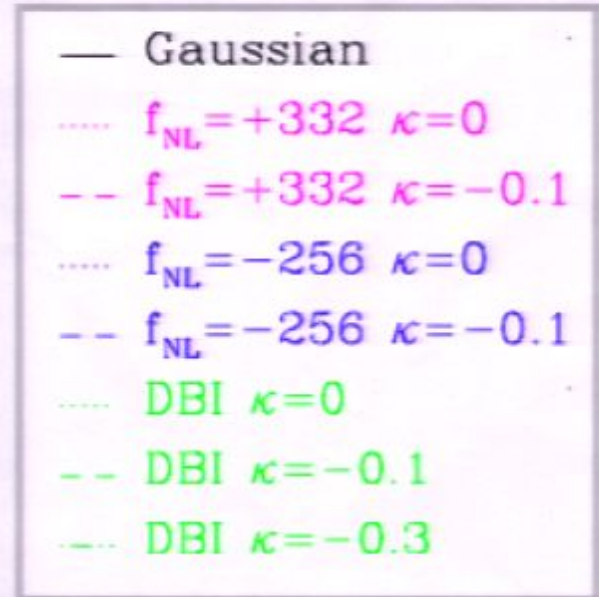 Gaussian
f_NL=+332 κ=0
f_NL=+332 κ=−0.1
f_NL=−256 κ=0
f_NL=−256 κ=−0.1
DBI κ=0
DBI κ=−0.1
DBI κ=−0.3